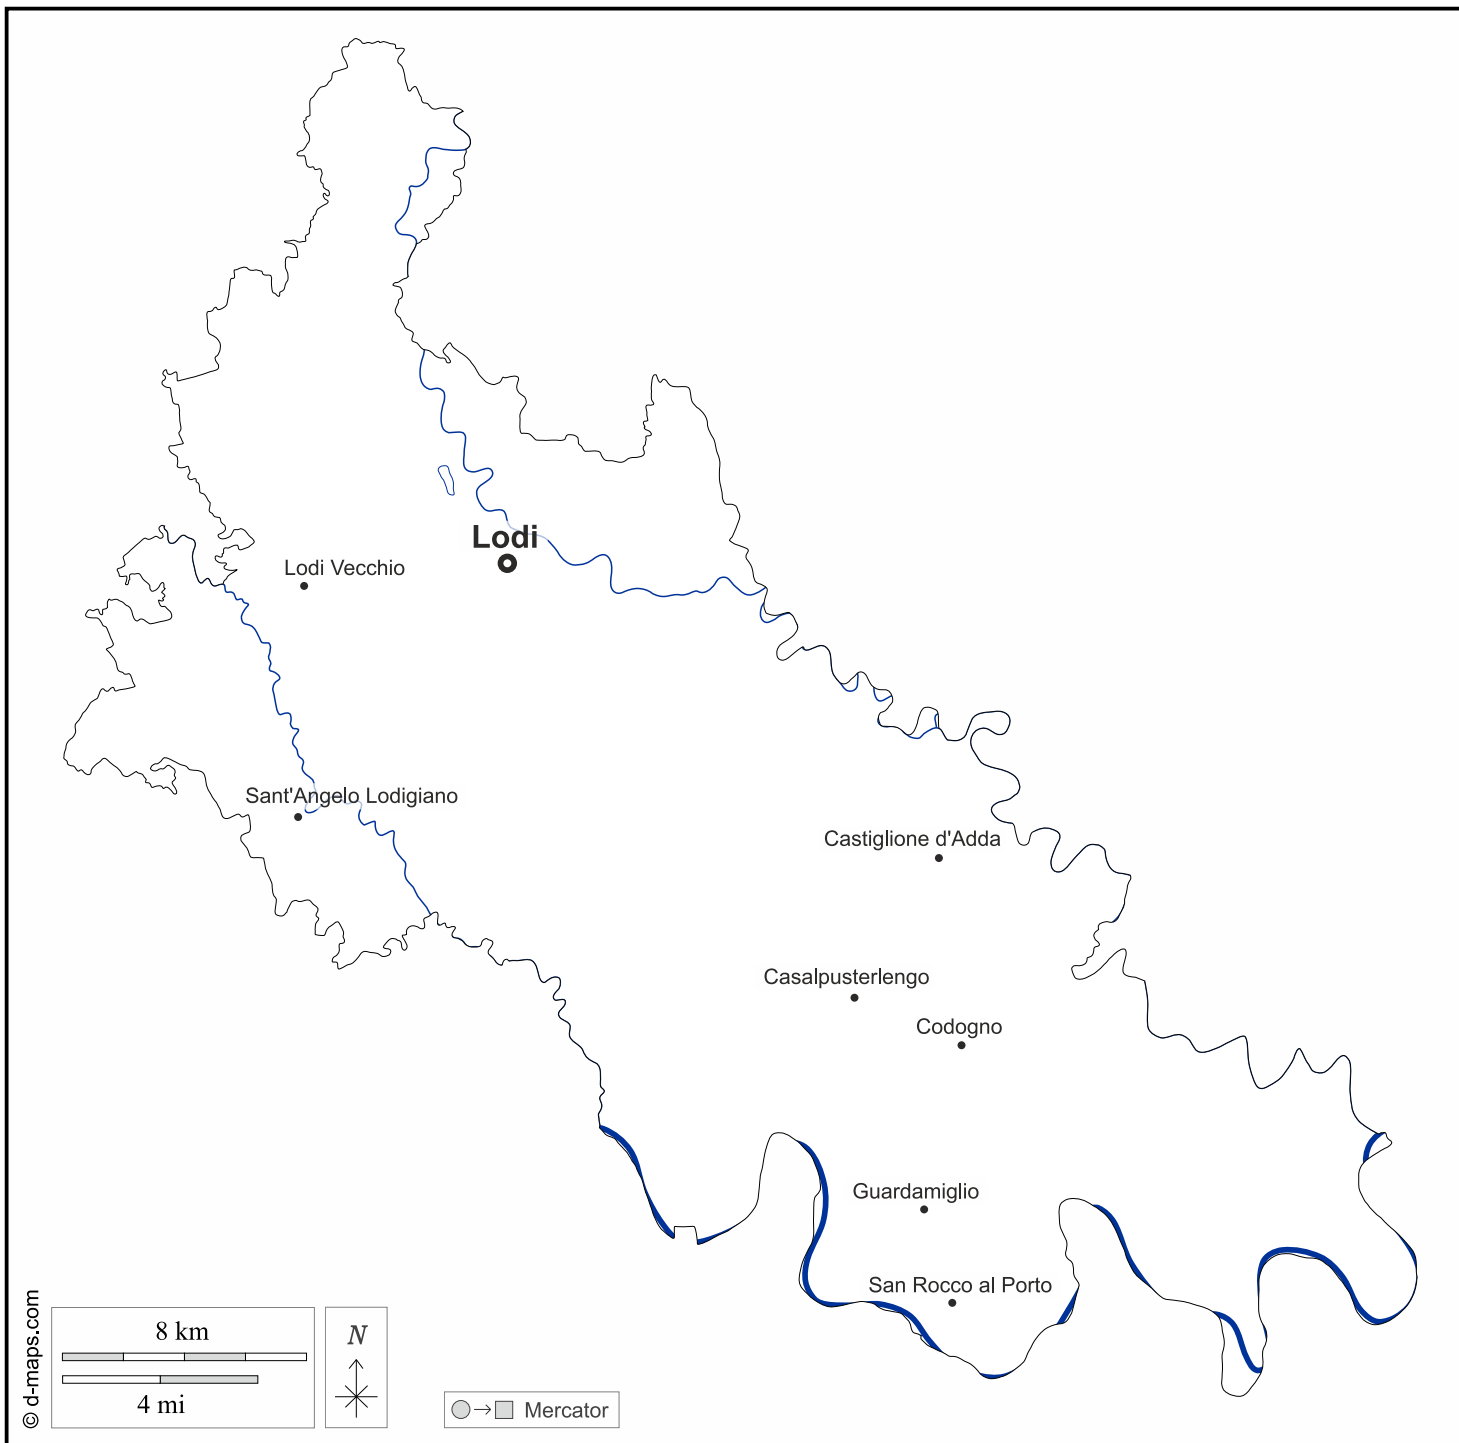 Lodi
Lodi Vecchio
Sant'Angelo Lodigiano
Castiglione d'Adda
Casalpusterlengo
Codogno
Guardamiglio
San Rocco al Porto
© d-maps.com
8 km
4 mi
N
Mercator